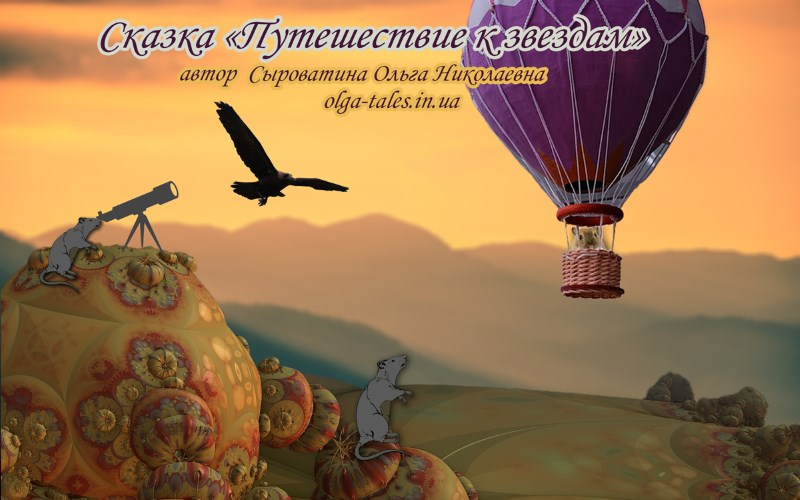 Сказка «Путешествие к звездам»
автор Сыроватина Ольга Николаевна
olga-tales.in.ua